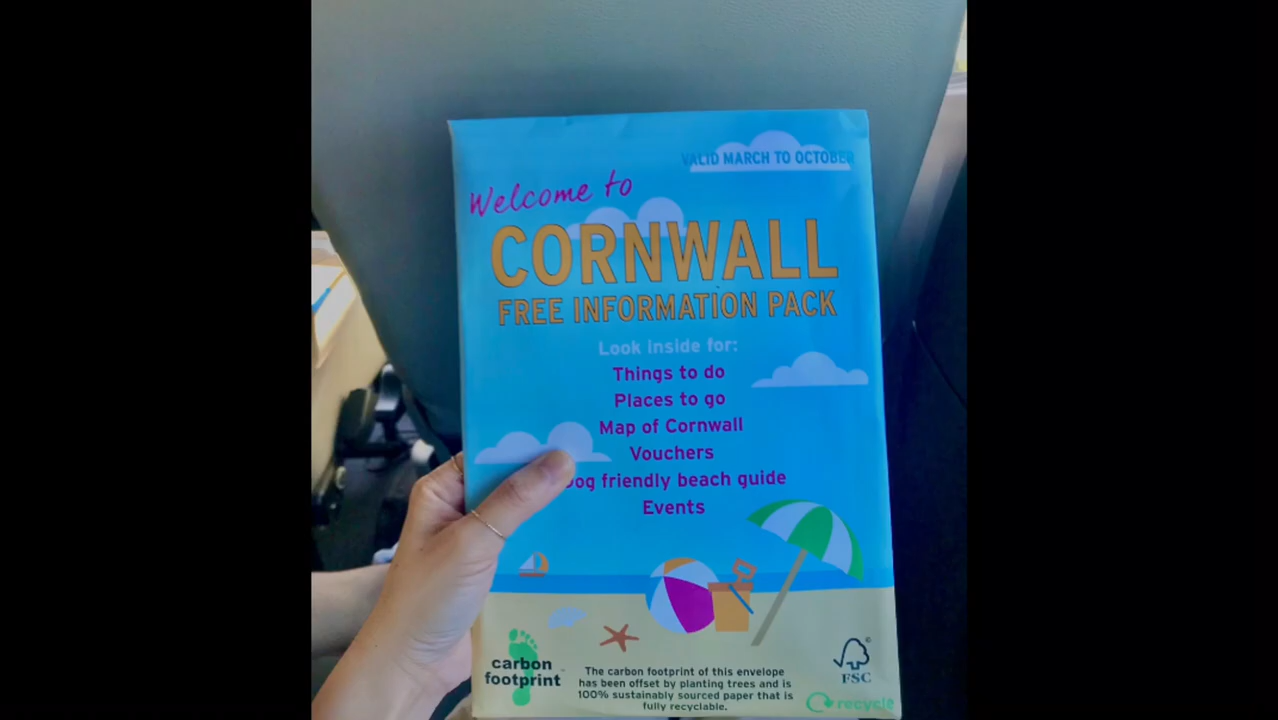 VALID MARCH TO OCTOBER
Welcome to
CORNWALL
FREE INFORMATION PACK
Look inside for:
Things to do
Places to go
Map of Cornwall
Vouchers
Dog friendly beach guide
Events
carbon
footprint
The carbon footprint of this envelope
has been offset by planting trees and is
100% sustainably sourced paper that is
fully recyclable.
FSC
recycle